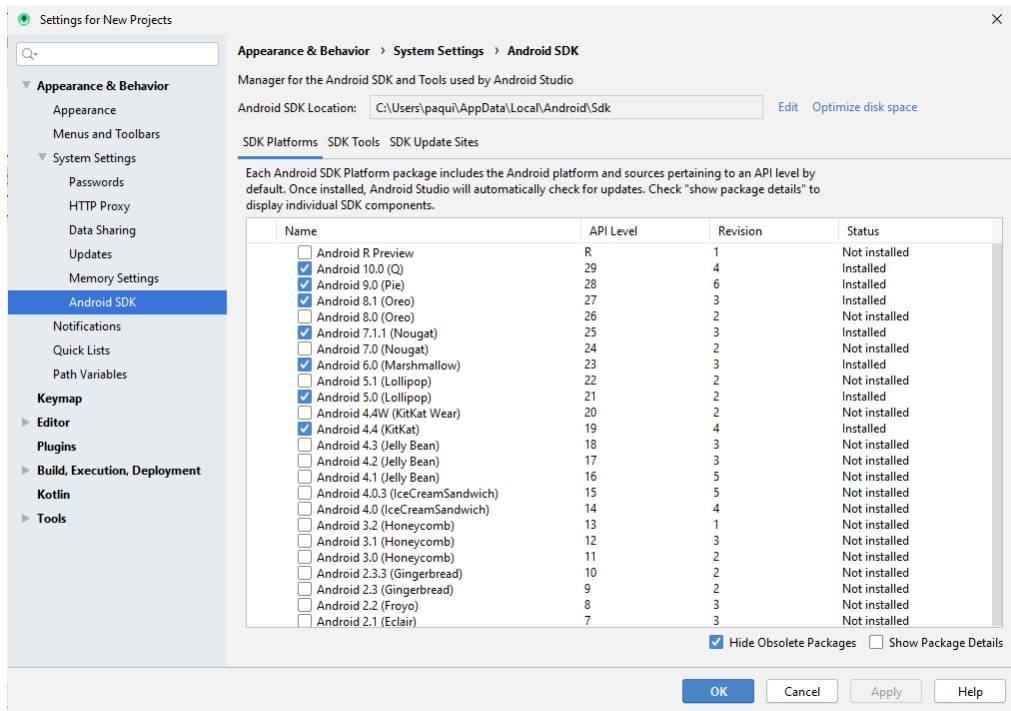 Settings for New Projects
Appearance & Behavior › System Settings › Android SDK
Manager for the Android SDK and Tools used by Android Studio
Android SDK Location: C:\Users\paqui\AppData\Local\Android\Sdk Edit Optimize disk space
Appearance & Behavior
Appearance
Menus and Toolbars
System Settings
Passwords
HTTP Proxy
Data Sharing
Updates
Memory Settings
Android SDK
Notifications
Quick Lists
Path Variables
Keymap
Editor
Plugins
Build, Execution, Deployment
Kotlin
Tools
SDK Platforms SDK Tools SDK Update Sites
Each Android SDK Platform package includes the Android platform and sources pertaining to an API level by
default. Once installed, Android Studio will automatically check for updates. Check "show package details" to
display individual SDK components.
Name API Level Revision Status
Android R Preview R 1 Not installed
Android 10.0 (Q) 29 4 Installed
Android 9.0 (Pie) 28 6 Installed
Android 8.1 (Oreo) 27 3 Installed
Android 8.0 (Oreo) 26 2 Not installed
Android 7.1.1 (Nougat) 25 3 Installed
Android 7.0 (Nougat) 24 2 Not installed
Android 6.0 (Marshmallow) 23 3 Installed
Android 5.1 (Lollipop) 22 2 Not installed
Android 5.0 (Lollipop) 21 2 Installed
Android 4.4W (KitKat Wear) 20 2 Not installed
Android 4.4 (KitKat) 19 4 Installed
Android 4.3 (Jelly Bean) 18 3 Not installed
Android 4.2 (Jelly Bean) 17 3 Not installed
Android 4.1 (Jelly Bean) 16 5 Not installed
Android 4.0.3 (IceCreamSandwich) 15 5 Not installed
Android 4.0 (IceCreamSandwich) 14 4 Not installed
Android 3.2 (Honeycomb) 13 1 Not installed
Android 3.1 (Honeycomb) 12 3 Not installed
Android 3.0 (Honeycomb) 11 2 Not installed
Android 2.3.3 (Gingerbread) 10 2 Not installed
Android 2.3 (Gingerbread) 9 2 Not installed
Android 2.2 (Froyo) 8 3 Not installed
Android 2.1 (Eclair) 7 3 Not installed
Hide Obsolete Packages Show Package Details
OK Cancel Apply Help